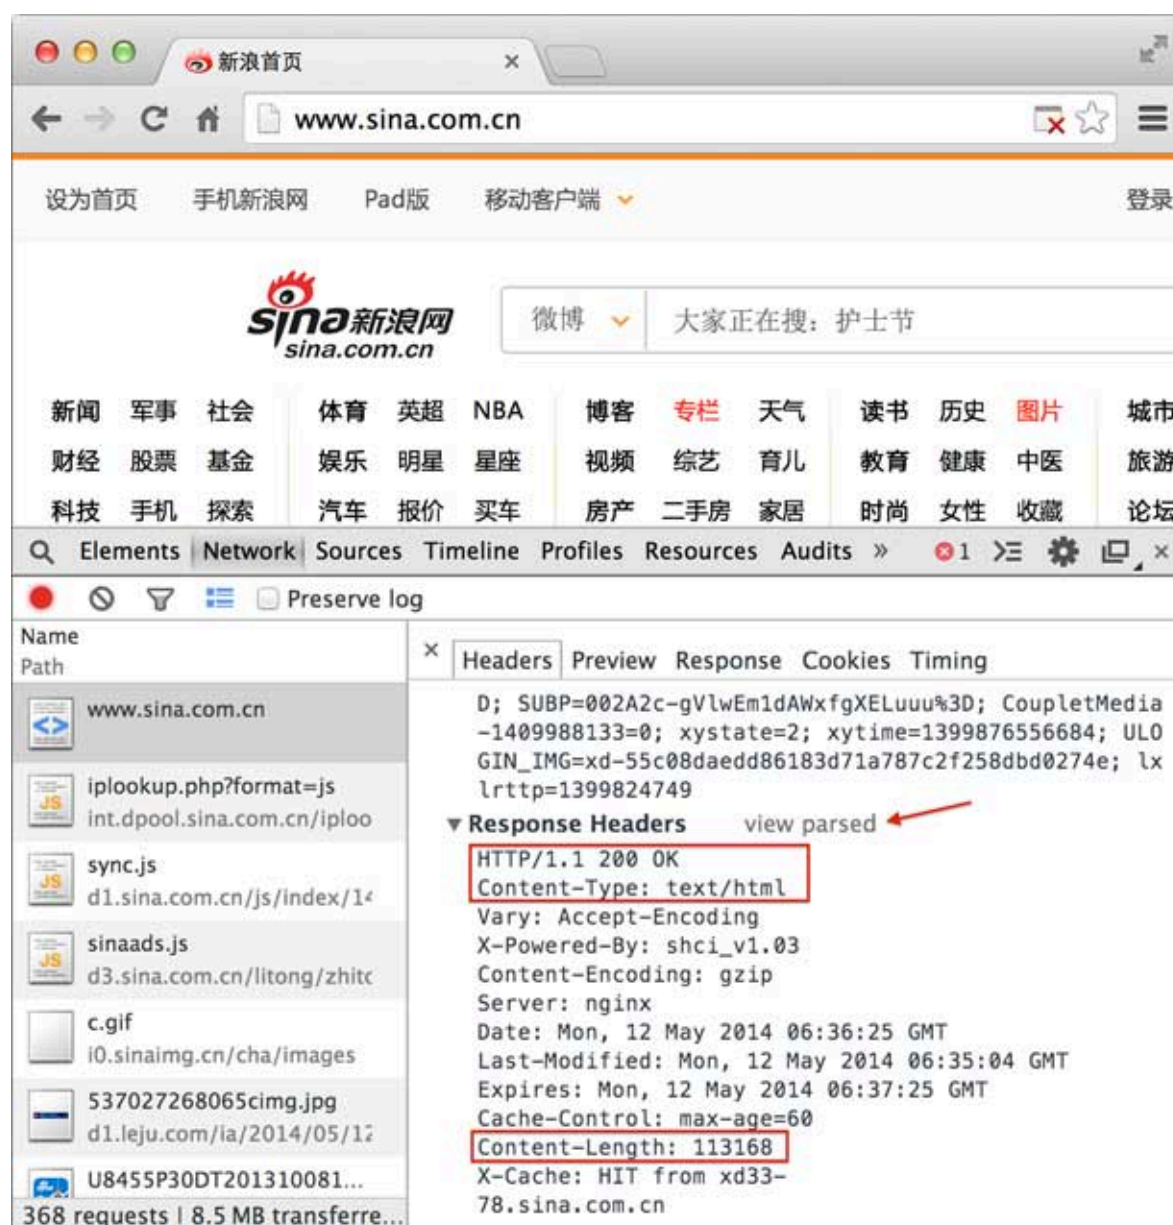 新浪首页 ×
www.sina.com.cn
设为首页 手机新浪网 Pad版 移动客户端 登录
sina新浪网
sina.com.cn
微博 大家正在搜：护士节
新闻 军事 社会 体育 英超 NBA 博客 专栏 天气 读书 历史 图片 城市
财经 股票 基金 娱乐 明星 星座 视频 综艺 育儿 教育 健康 中医 旅游
科技 手机 探索 汽车 报价 买车 房产 二手房 家居 时尚 女性 收藏 论坛
Elements Network Sources Timeline Profiles Resources Audits » 1 ×
Preserve log
Name
Path
www.sina.com.cn
iplookup.php?format=js
int.dpool.sina.com.cn/iploo
sync.js
d1.sina.com.cn/js/index/14
sinaads.js
d3.sina.com.cn/litong/zhitc
c.gif
i0.sinaimg.cn/cha/images
537027268065cimg.jpg
d1.leju.com/ia/2014/05/12
U8455P30DT201310081...
368 requests | 8.5 MB transferre...
× Headers Preview Response Cookies Timing
D; SUBP=002A2c-gVlwEm1dAWxfgXELuuu%3D; CoupletMedia
-1409988133=0; xystate=2; xytime=1399876556684; ULO
GIN_IMG=xd-55c08daedd86183d71a787c2f258dbd0274e; lx
lrttp=1399824749
▼ Response Headers view parsed
HTTP/1.1 200 OK
Content-Type: text/html
Vary: Accept-Encoding
X-Powered-By: shci_v1.03
Content-Encoding: gzip
Server: nginx
Date: Mon, 12 May 2014 06:36:25 GMT
Last-Modified: Mon, 12 May 2014 06:35:04 GMT
Expires: Mon, 12 May 2014 06:37:25 GMT
Cache-Control: max-age=60
Content-Length: 113168
X-Cache: HIT from xd33-
78.sina.com.cn